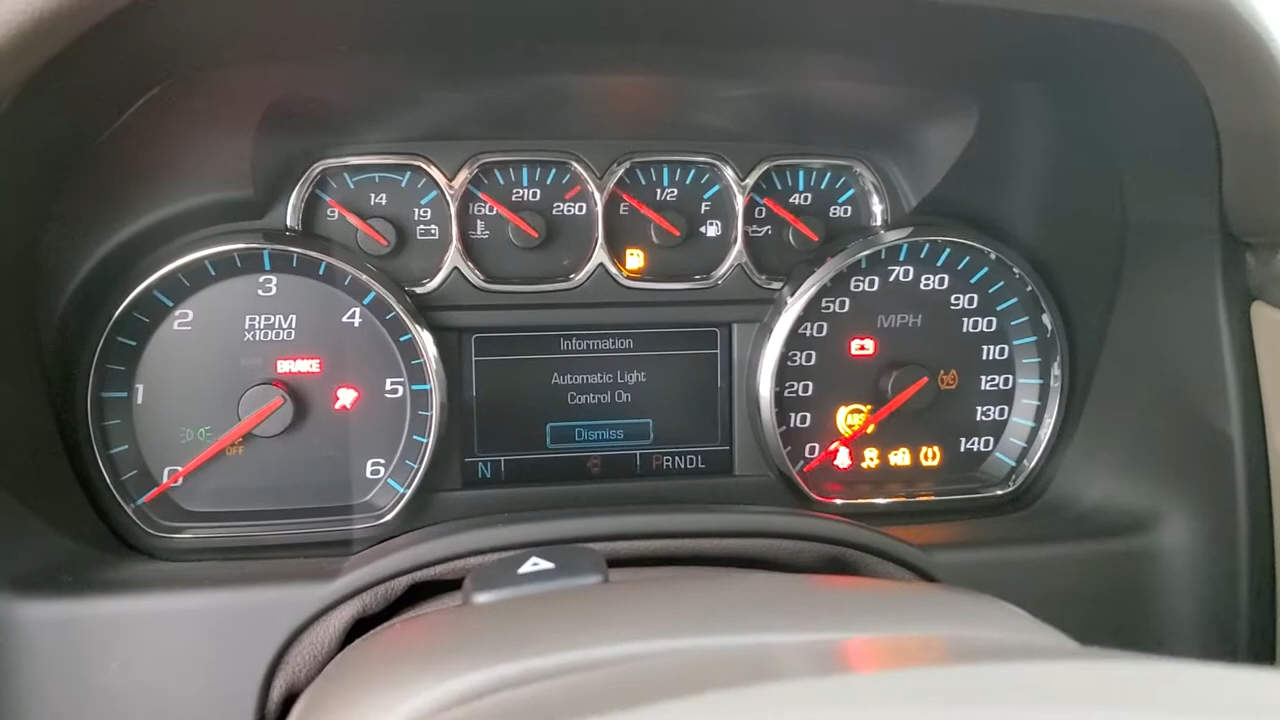 9 14 19
160 210 260
E 1/2 F
0 40 80
0 1 2 3 4 5 6
RPM
x1000
BRAKE
OFF
Information
Automatic Light
Control On
Dismiss
N
PRNDL
0 10 20 30 40 50 60 70 80 90 100 110 120 130 140
MPH
TC
ABS